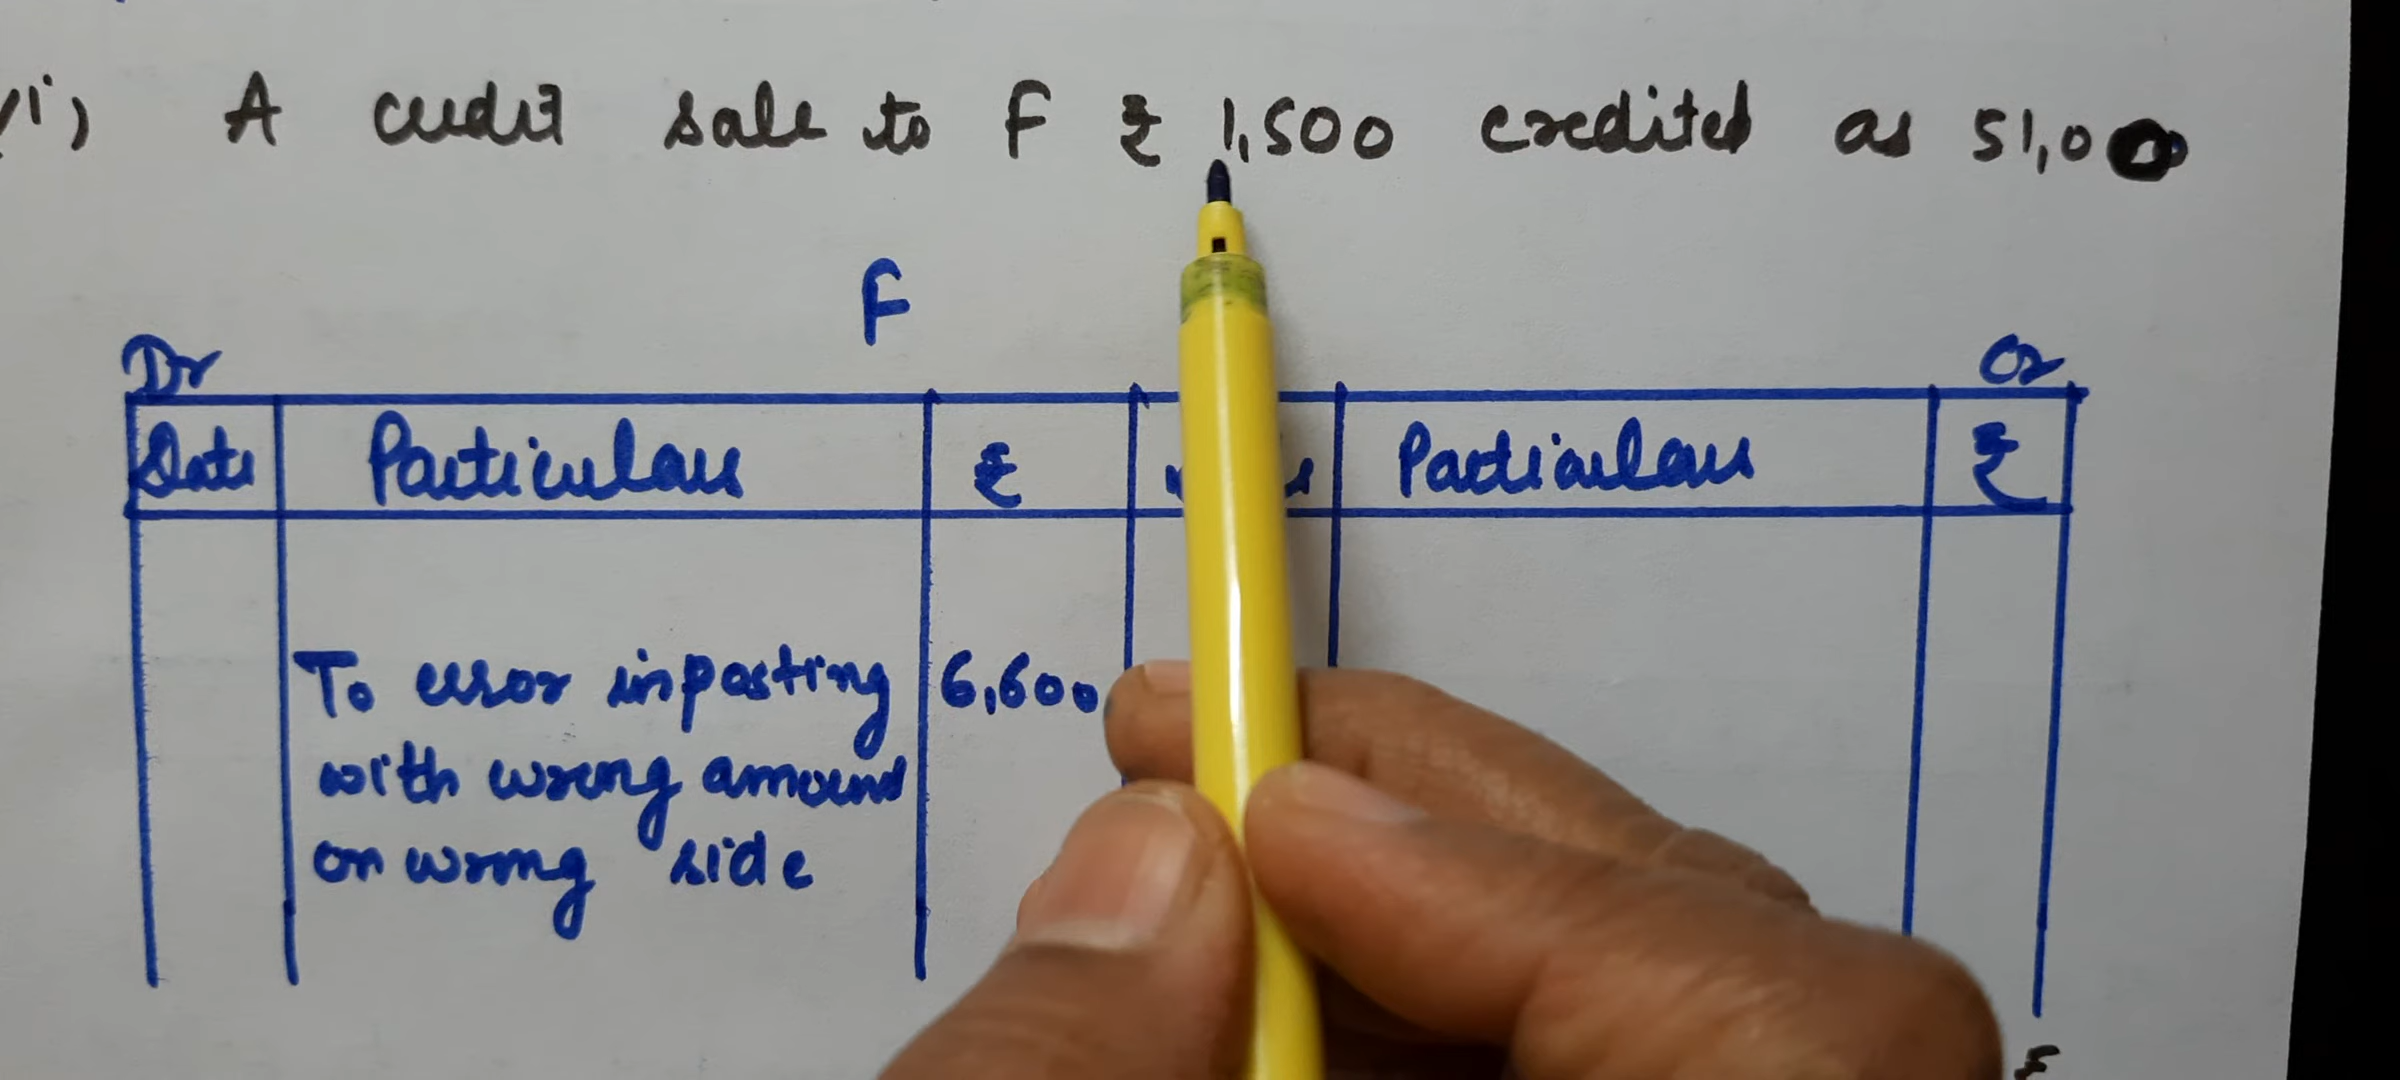 vi) A credit sale to F ₹ 1,500 credited as 51,00
F
Dr Cr
Date Particulars ₹ Particulars ₹
To error in posting 6,600
with wrong amount
on wrong side